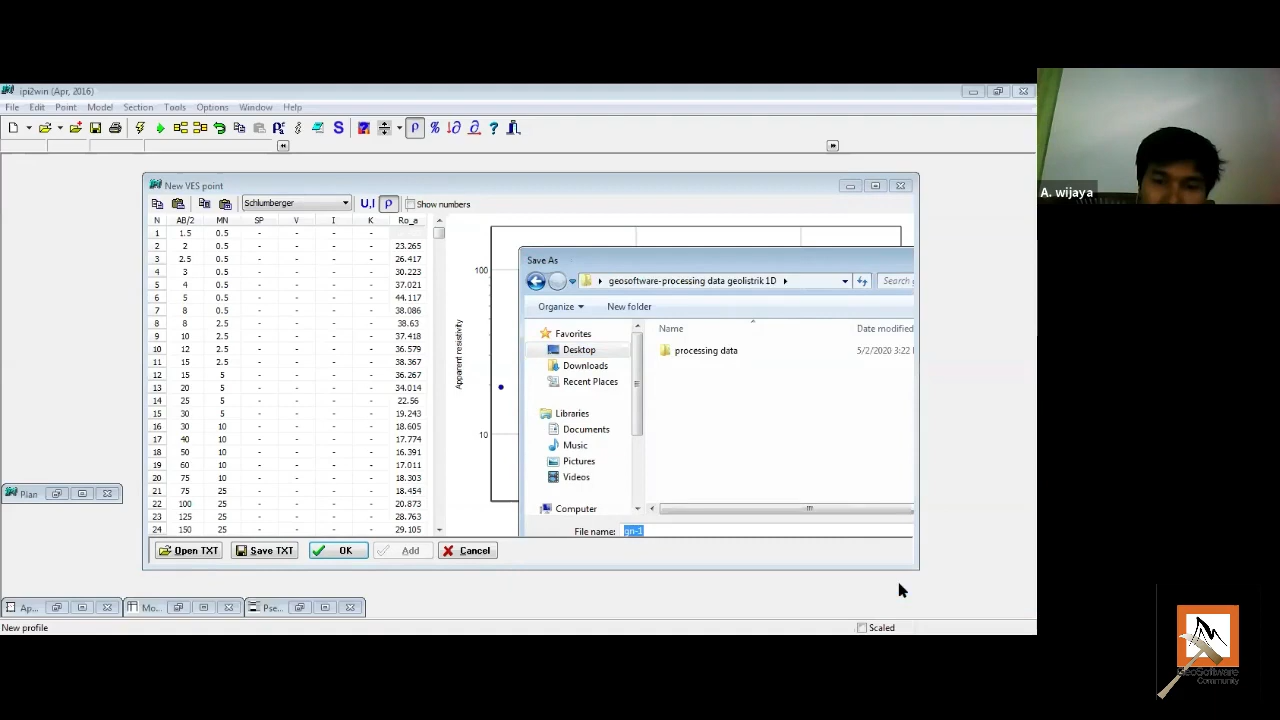 ipi2win (Apr, 2016)
File Edit Point Model Section Tools Options Window Help
A. wijaya
New VES point
Schlumberger U,I ρ Show numbers
N AB/2 MN SP V I K Ro_a
1 1.5 0.5 - - - -
2 2 0.5 - - - - 23.265
3 2.5 0.5 - - - - 26.417
4 3 0.5 - - - - 30.223
5 4 0.5 - - - - 37.021
6 5 0.5 - - - - 44.117
7 8 0.5 - - - - 38.086
8 8 2.5 - - - - 38.63
9 10 2.5 - - - - 37.418
10 12 2.5 - - - - 36.579
11 15 2.5 - - - - 38.367
12 15 5 - - - - 36.267
13 20 5 - - - - 34.014
14 25 5 - - - - 22.56
15 30 5 - - - - 19.243
16 30 10 - - - - 18.605
17 40 10 - - - - 17.774
18 50 10 - - - - 16.391
19 60 10 - - - - 17.011
20 75 10 - - - - 18.303
21 75 25 - - - - 18.454
22 100 25 - - - - 20.873
23 125 25 - - - - 28.763
24 150 25 - - - - 29.105
100
10
Apparent resistivity
Save As
geosoftware-processing data geolistrik 1D
Search
Organize New folder
Favorites
Desktop
Downloads
Recent Places
Libraries
Documents
Music
Pictures
Videos
Computer
Name Date modified
processing data 5/2/2020 3:22
File name: gn-1
Open TXT Save TXT OK Add Cancel
Plan
Ap... Mo... Pse...
New profile Scaled
GeoSoftware
Community